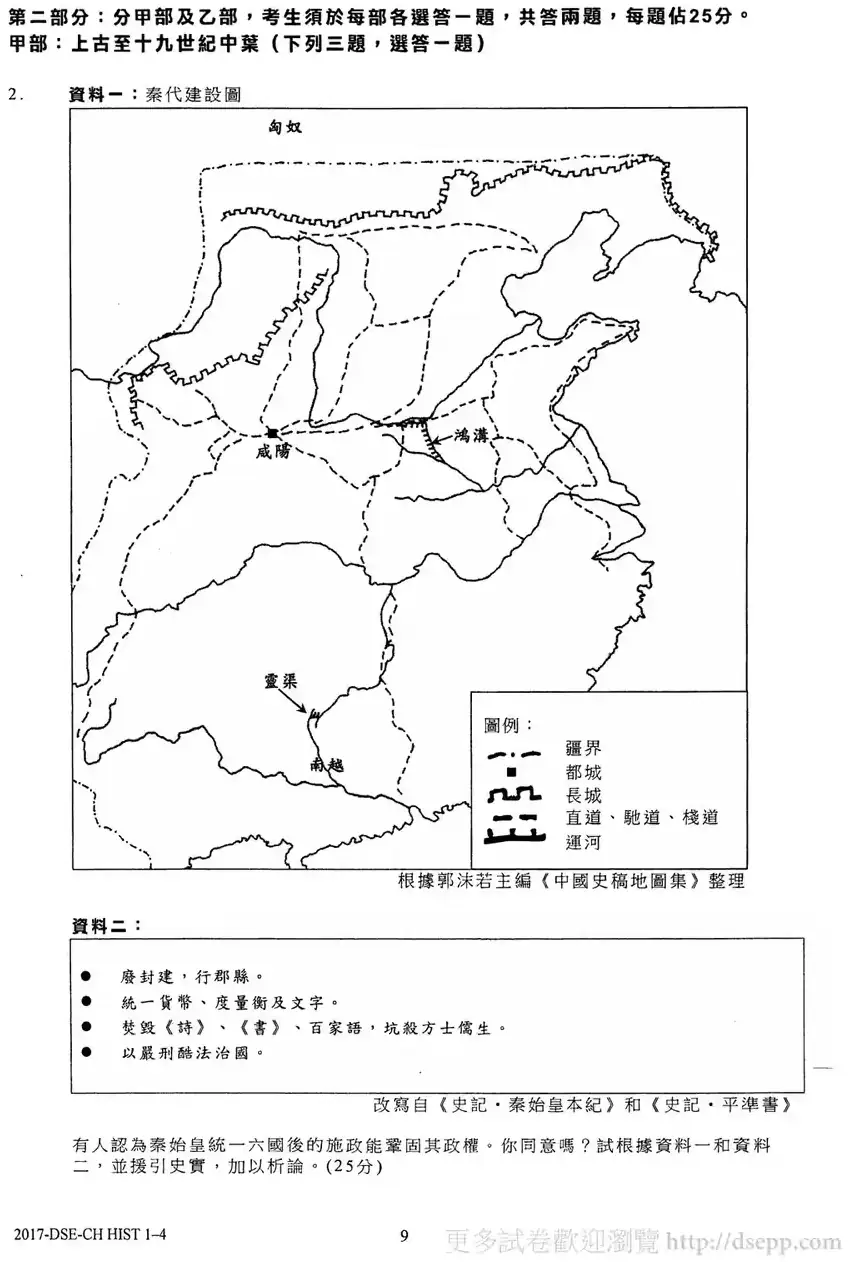 第二部分：分甲部及乙部，考生須於每部各選答一題，共答兩題，每題佔25分。
甲部：上古至十九世紀中葉（下列三題，選答一題）
2. 資料一：秦代建設圖
匈奴
鴻溝
咸陽
靈渠
南越
圖例：
疆界
都城
長城
直道、馳道、棧道
運河
根據郭沫若主編《中國史稿地圖集》整理
資料二：
● 廢封建，行郡縣。
● 統一貨幣、度量衡及文字。
● 焚毀《詩》、《書》、百家語，坑殺方士儒生。
● 以嚴刑酷法治國。
改寫自《史記·秦始皇本紀》和《史記·平準書》
有人認為秦始皇統一六國後的施政能鞏固其政權。你同意嗎？試根據資料一和資料
二，並援引史實，加以析論。(25分)
2017-DSE-CH HIST 1–4
9
更多試卷歡迎瀏覽 http://dsepp.com/